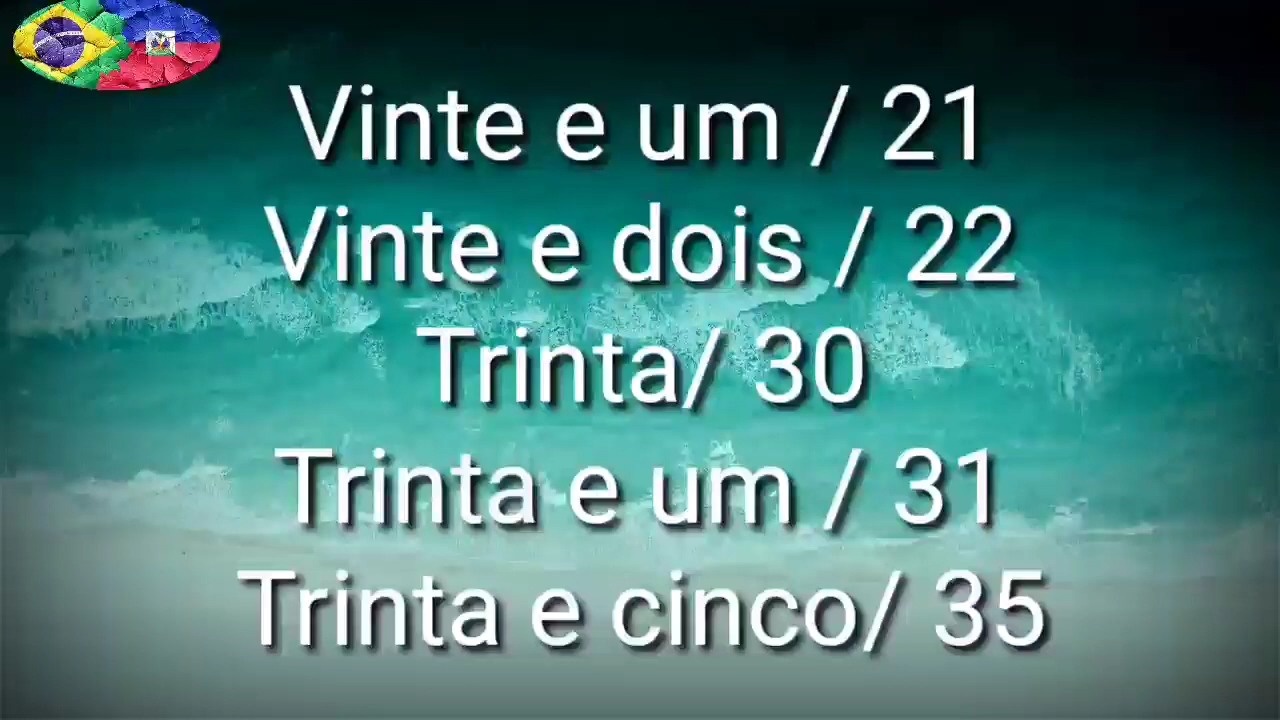 Vinte e um / 21
Vinte e dois / 22
Trinta/ 30
Trinta e um / 31
Trinta e cinco/ 35